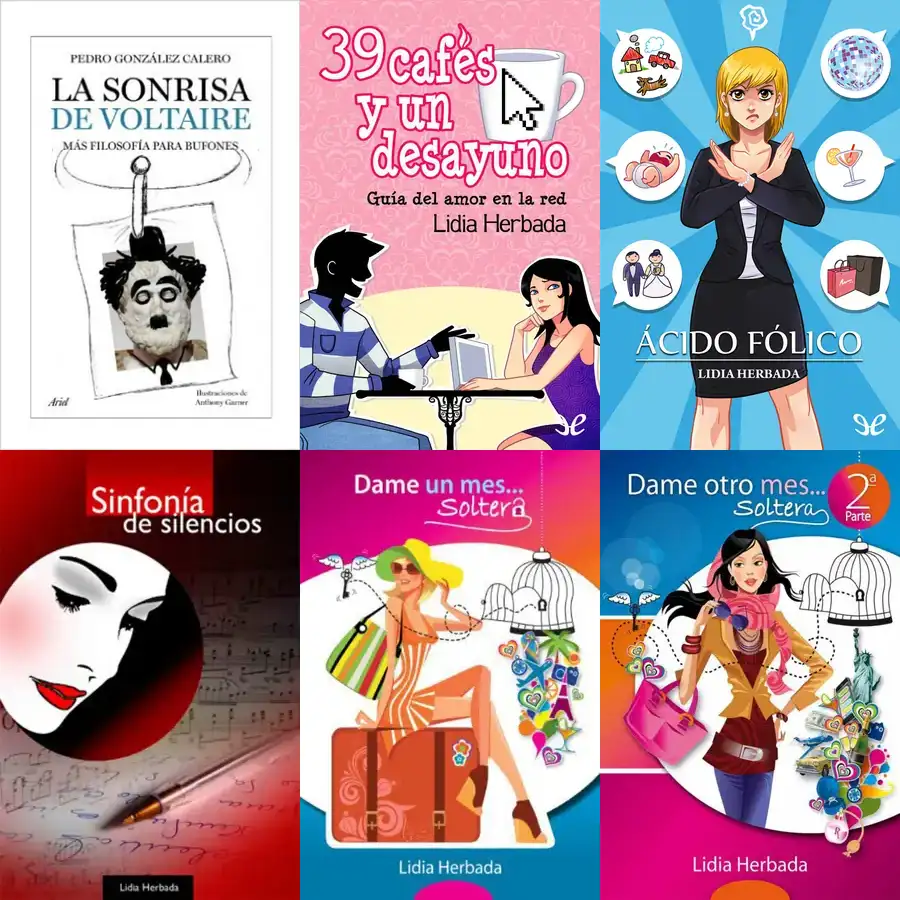 PEDRO GONZÁLEZ CALERO
LA SONRISA
DE VOLTAIRE
MÁS FILOSOFÍA PARA BUFONES
Ilustraciones de
Anthony Garner
Ariel
39 cafés
y un
desayuno
Guía del amor en la red
Lidia Herbada
ÁCIDO FÓLICO
LIDIA HERBADA
Sinfonía
de silencios
Lidia Herbada
Dame un mes...
Soltera
Lidia Herbada
Dame otro mes...
Soltera
2ª
Parte
Lidia Herbada